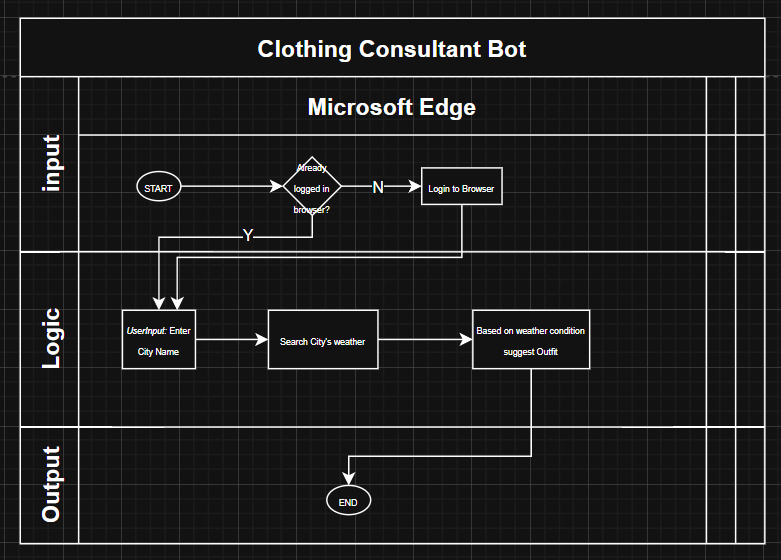 Clothing Consultant Bot
Microsoft Edge
input
START
Already
logged in
browser?
N
Login to Browser
Y
Logic
UserInput: Enter
City Name
Search City's weather
Based on weather condition
suggest Outfit
Output
END